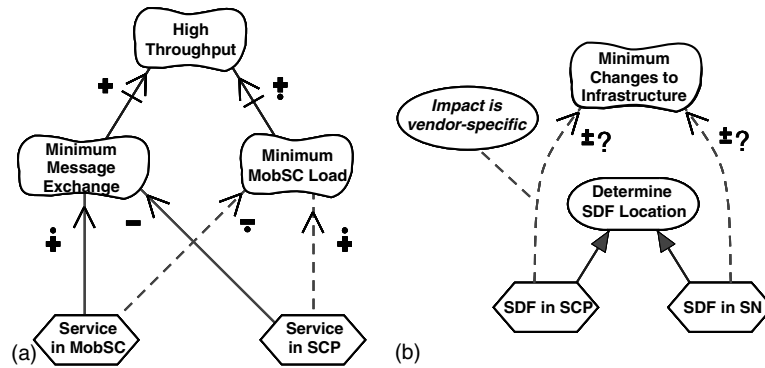 High
Throughput
Minimum
Message
Exchange
Minimum
MobSC Load
Service
in MobSC
Service
in SCP
(a)
Minimum
Changes to
Infrastructure
Impact is
vendor-specific
±?
±?
Determine
SDF Location
SDF in SCP
SDF in SN
(b)